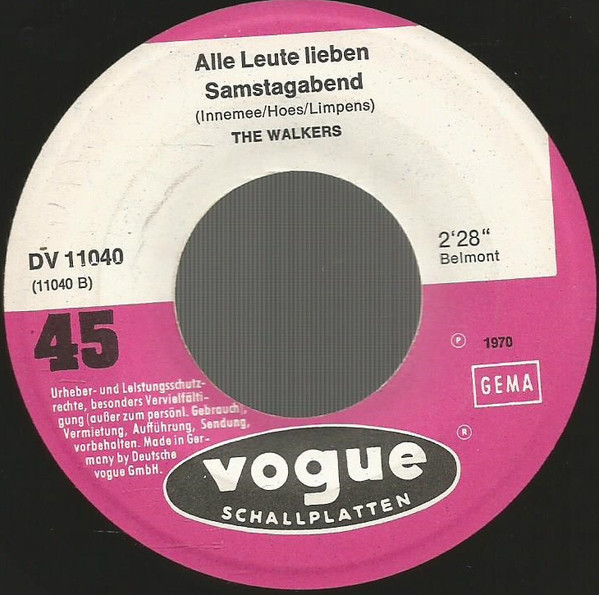 Alle Leute lieben
Samstagabend
(Innemee/Hoes/Limpens)
THE WALKERS
DV 11040
(11040 B)
2'28"
Belmont
45
℗ 1970
GEMA
Urheber- und Leistungsschutz-
rechte, besonders Vervielfälti-
gung (außer zum persönl. Gebrauch),
Vermietung, Aufführung, Sendung,
vorbehalten. Made in Ger-
many by Deutsche
vogue GmbH.
®
vogue
SCHALLPLATTEN